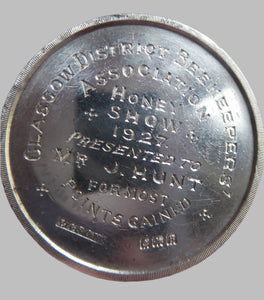 GLASGOW DISTRICT BEEKEEPERS'
ASSOCIATION
HONEY
SHOW
1927
PRESENTED TO
MR J. HUNT
FOR MOST
POINTS GAINED